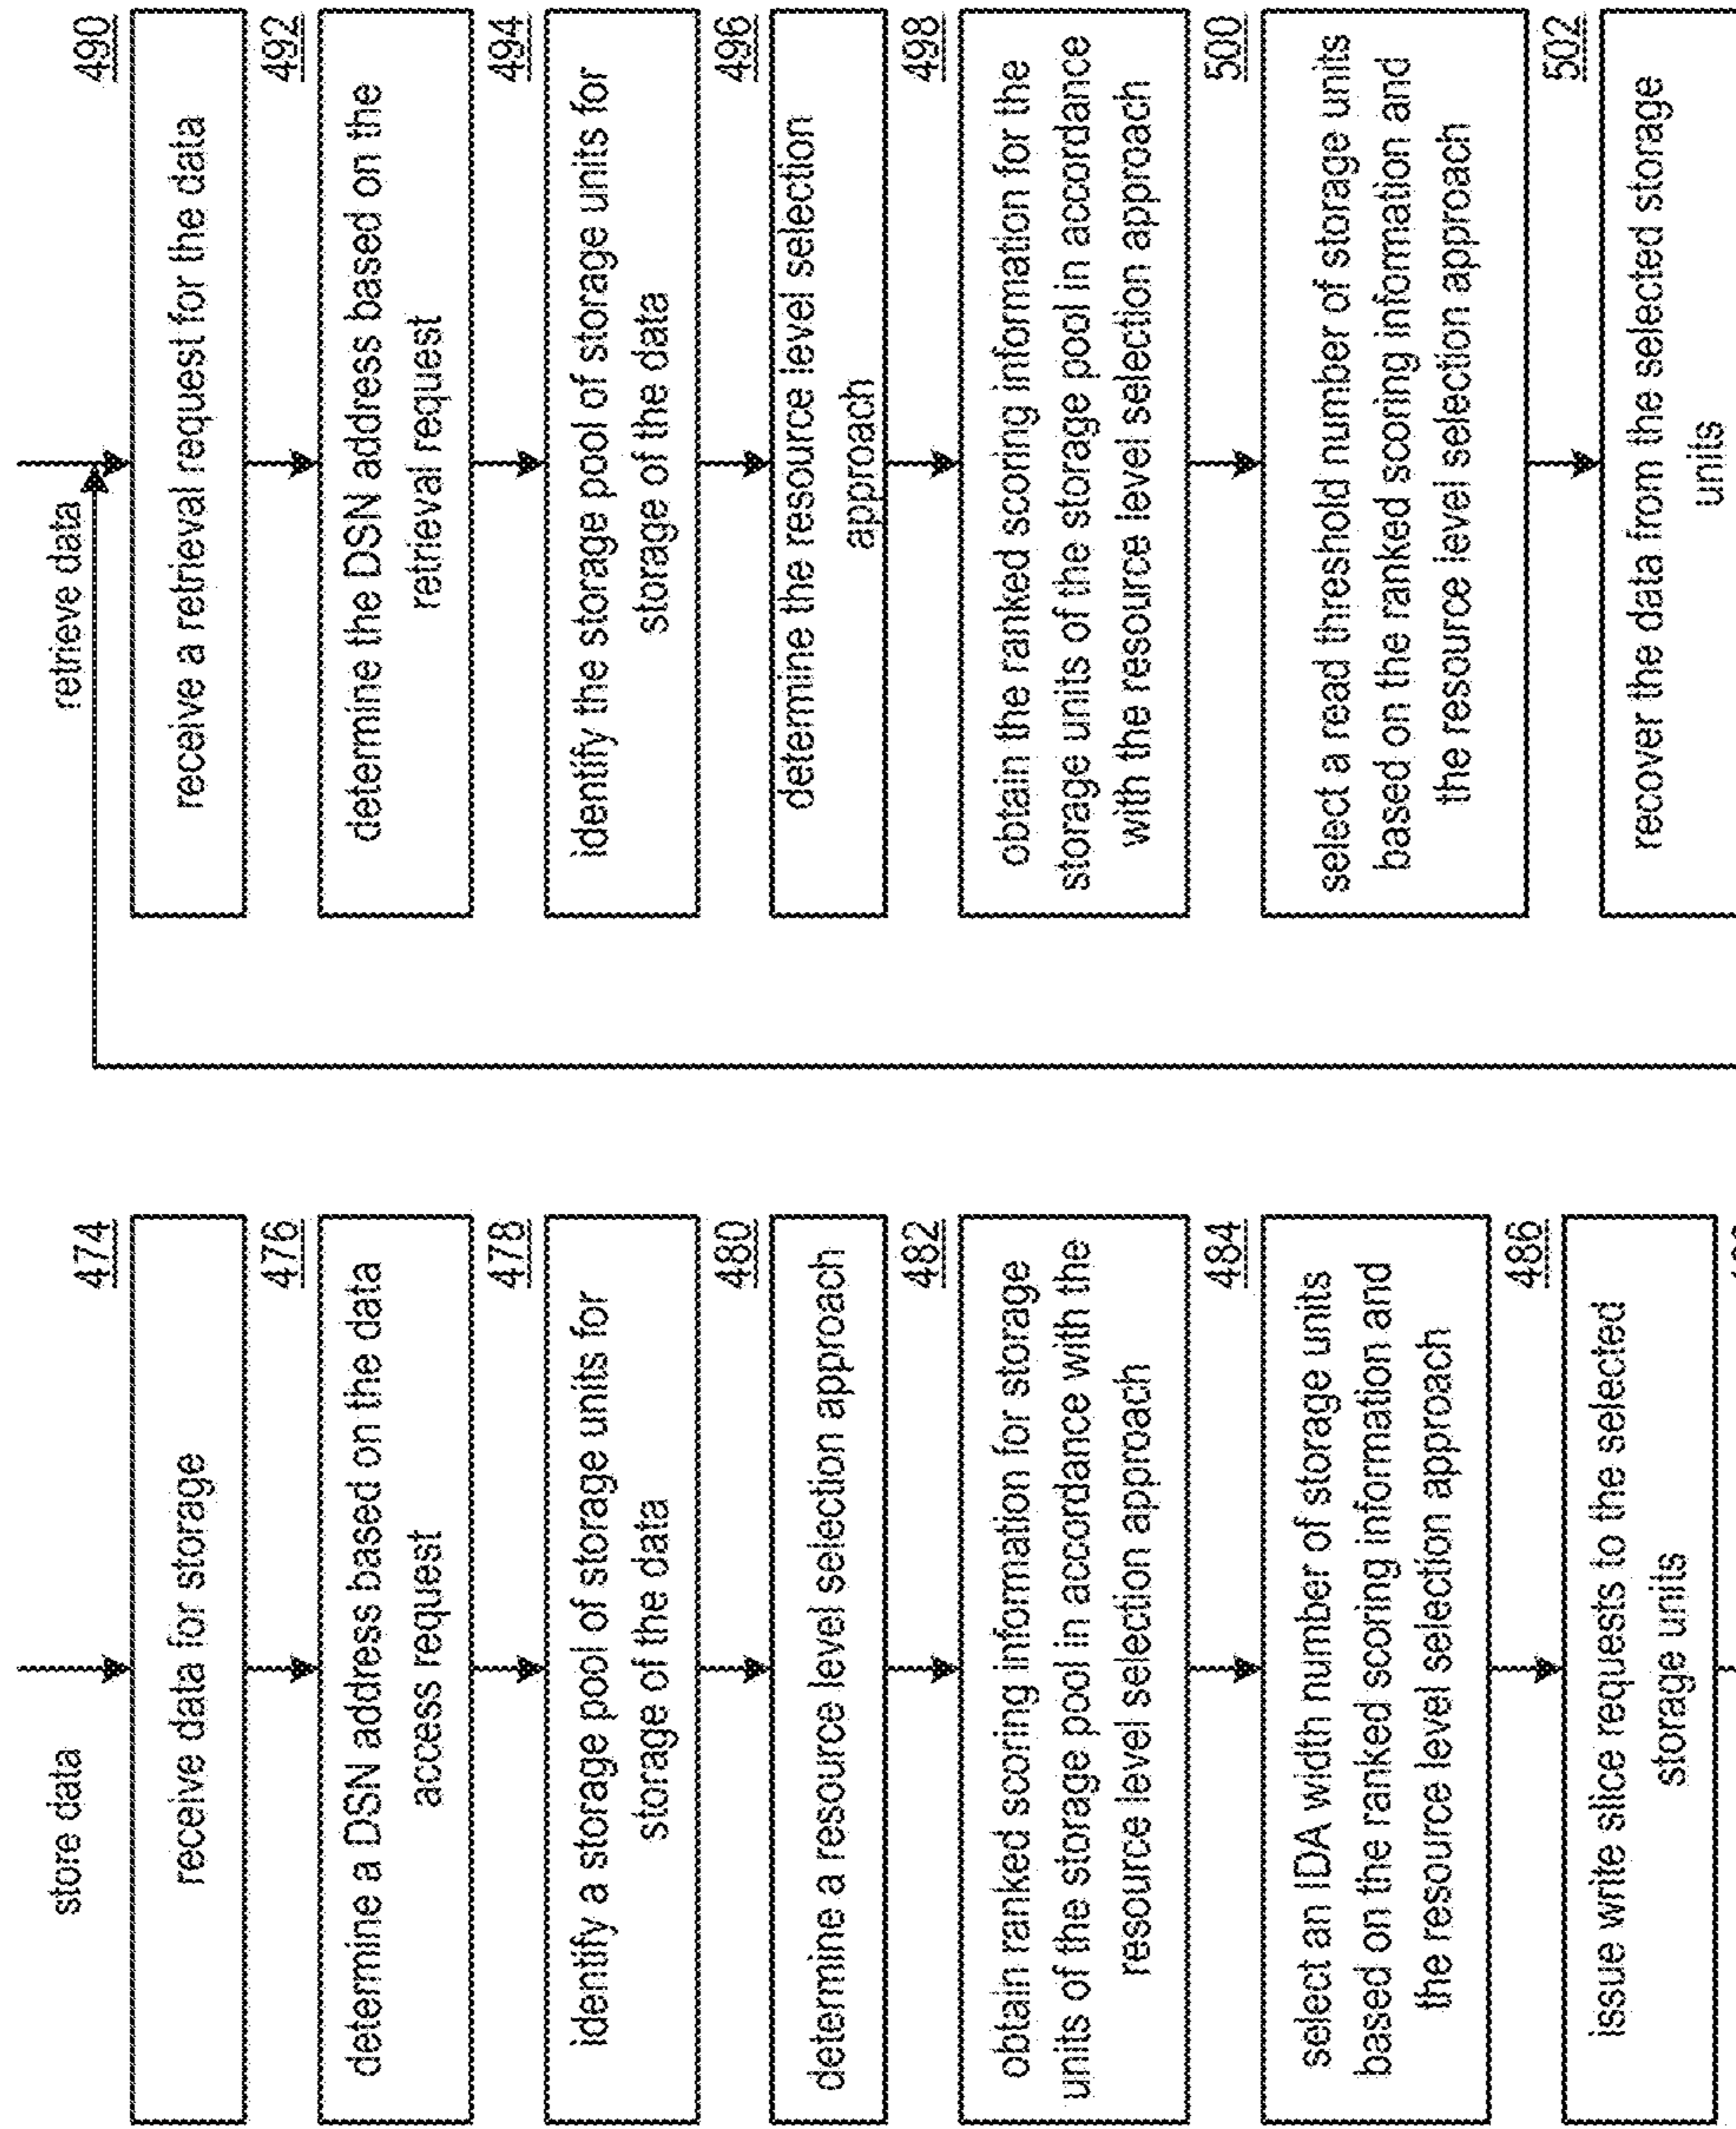 store data
474
receive data for storage
476
determine a DSN address based on the data
access request
478
identify a storage pool of storage units for
storage of the data
480
determine a resource level selection approach
482
obtain ranked scoring information for storage
units of the storage pool in accordance with the
resource level selection approach
484
select an IDA width number of storage units
based on the ranked scoring information and
the resource level selection approach
486
issue write slice requests to the selected
storage units
retrieve data
490
receive a retrieval request for the data
492
determine the DSN address based on the
retrieval request
494
identify the storage pool of storage units for
storage of the data
496
determine the resource level selection
approach
498
obtain the ranked scoring information for the
storage units of the storage pool in accordance
with the resource level selection approach
500
select a read threshold number of storage units
based on the ranked scoring information and
the resource level selection approach
502
recover the data from the selected storage
units